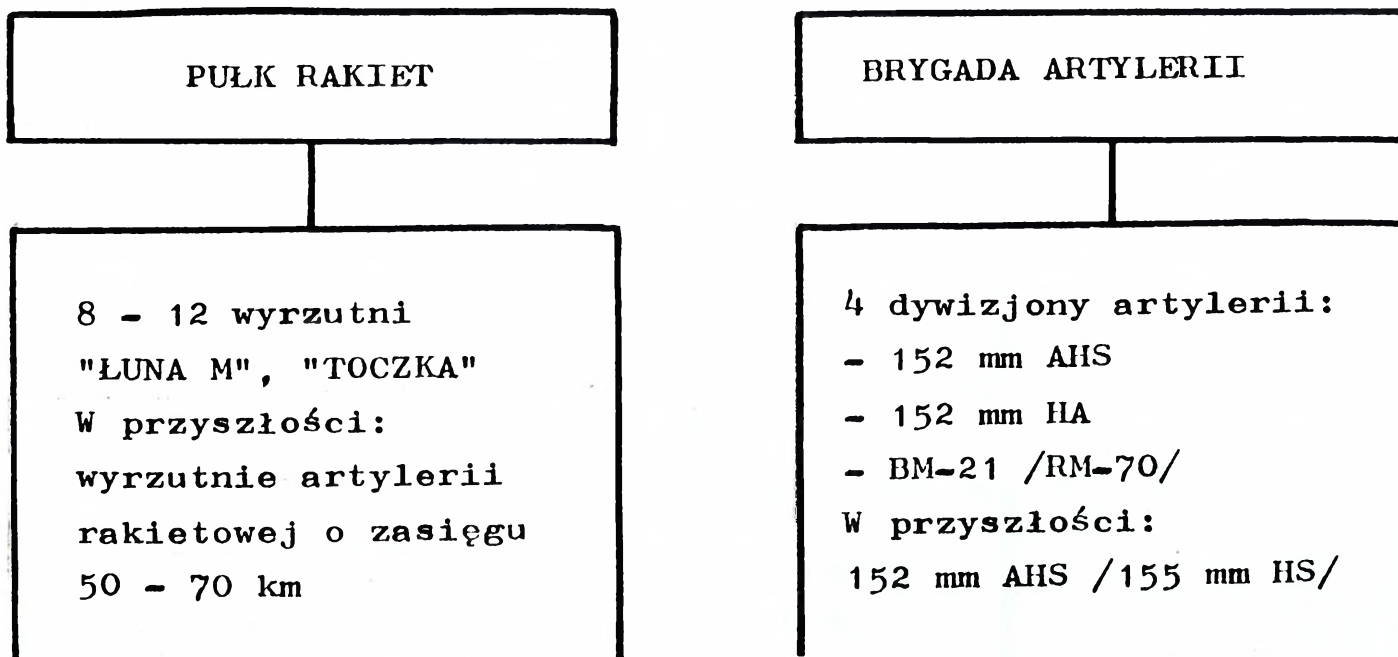 PUŁK RAKIET
8 - 12 wyrzutni
"ŁUNA M", "TOCZKA"
W przyszłości:
wyrzutnie artylerii
rakietowej o zasięgu
50 - 70 km
BRYGADA ARTYLERII
4 dywizjony artylerii:
- 152 mm AHS
- 152 mm HA
- BM-21 /RM-70/
W przyszłości:
152 mm AHS /155 mm HS/